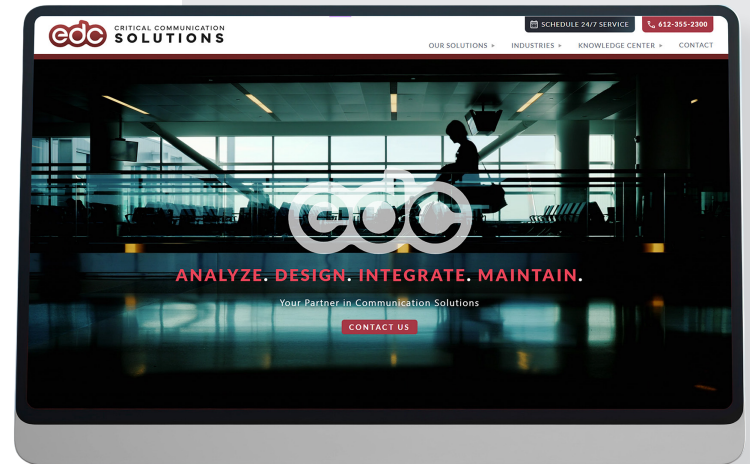 edc CRITICAL COMMUNICATION
SOLUTIONS
SCHEDULE 24/7 SERVICE
612-355-2300
OUR SOLUTIONS
INDUSTRIES
KNOWLEDGE CENTER
CONTACT
edc
ANALYZE. DESIGN. INTEGRATE. MAINTAIN.
Your Partner in Communication Solutions
CONTACT US